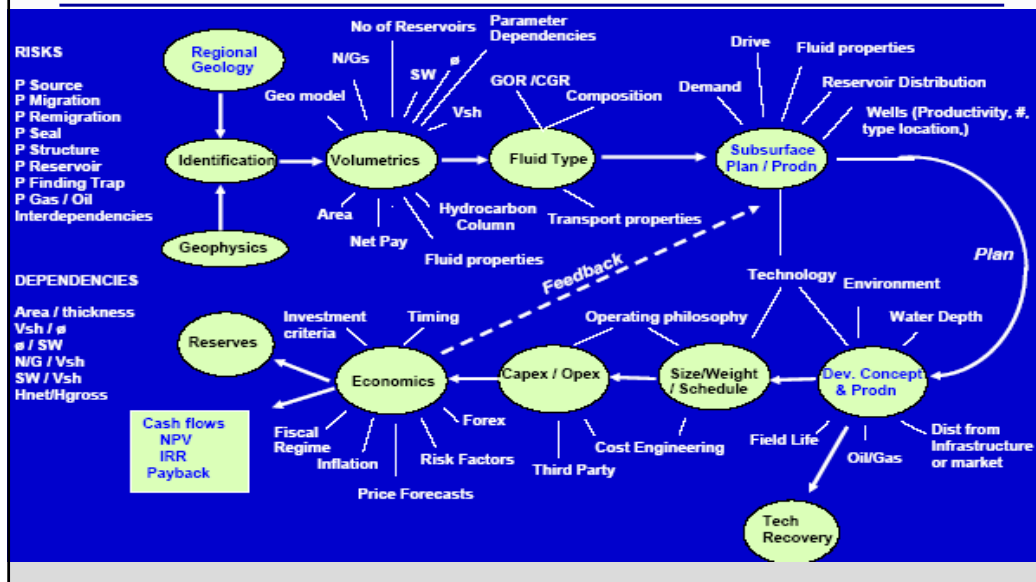 RISKS
P Source
P Migration
P Remigration
P Seal
P Structure
P Reservoir
P Finding Trap
P Gas / Oil
Interdependencies
DEPENDENCIES
Area / thickness
Vsh / ø
ø / SW
N/G / Vsh
SW / Vsh
Hnet/Hgross
Regional
Geology
Identification
Geophysics
No of Reservoirs
Parameter
Dependencies
N/Gs
SW
ø
Geo model
Vsh
Volumetrics
Area
Net Pay
Hydrocarbon
Column
Fluid properties
GOR /CGR
Composition
Fluid Type
Transport properties
Drive
Fluid properties
Demand
Reservoir Distribution
Wells (Productivity, #,
type location,)
Subsurface
Plan / Prodn
Plan
Feedback
Technology
Environment
Water Depth
Dev. Concept
& Prodn
Field Life
Oil/Gas
Dist from
Infrastructure
or market
Tech
Recovery
Size/Weight
/ Schedule
Operating philosophy
Capex / Opex
Cost Engineering
Third Party
Investment
criteria
Timing
Economics
Fiscal
Regime
Inflation
Price Forecasts
Risk Factors
Forex
Reserves
Cash flows
NPV
IRR
Payback